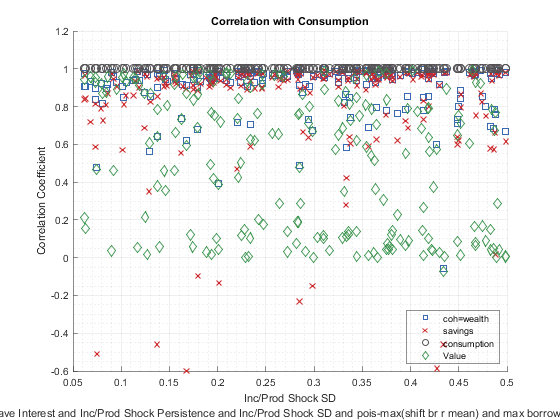 Correlation with Consumption
Correlation Coefficient
1.2
1
0.8
0.6
0.4
0.2
0
-0.2
-0.4
-0.6
0.05
0.1
0.15
0.2
0.25
0.3
0.35
0.4
0.45
0.5
coh=wealth
savings
consumption
Value
Inc/Prod Shock SD
ave Interest and Inc/Prod Shock Persistence and Inc/Prod Shock SD and pois-max(shift br r mean) and max borrow